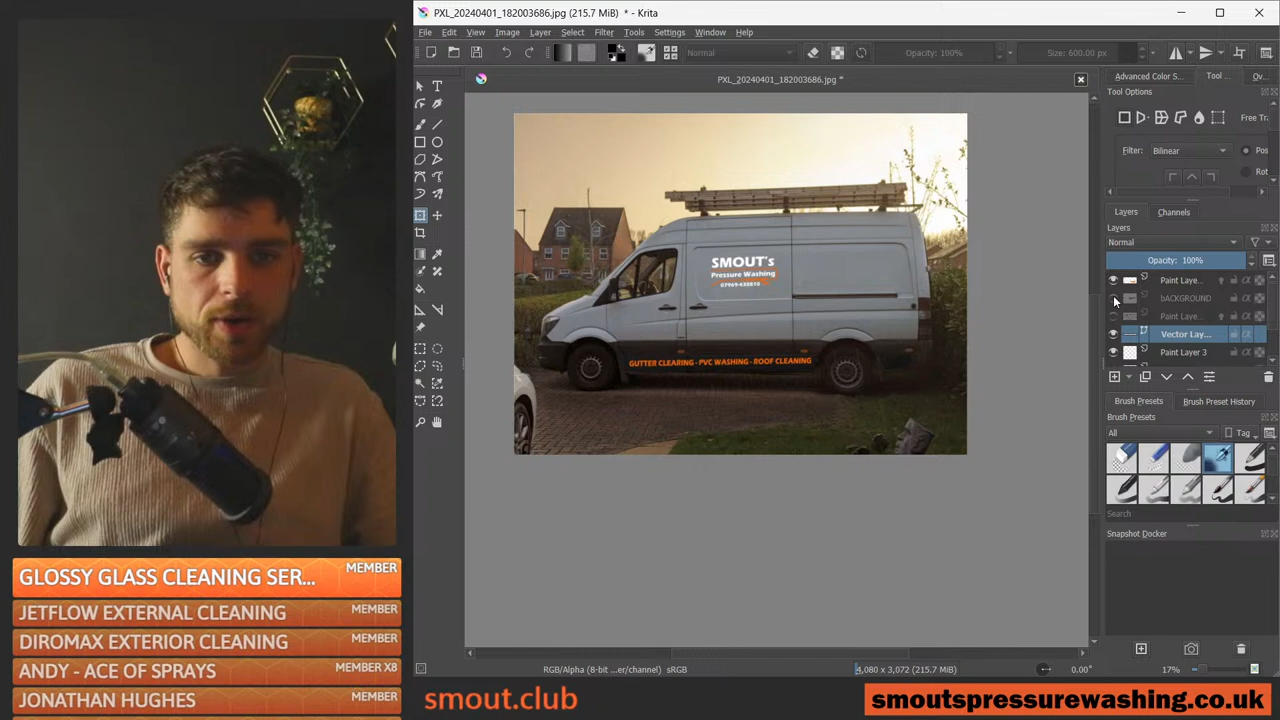 PXL_20240401_182003686.jpg (215.7 MiB) * - Krita
File Edit View Image Layer Select Filter Tools Settings Window Help
Normal
Opacity: 100%
Size: 600.00 px
PXL_20240401_182003686.jpg *
Advanced Color S...
Tool ...
Ov...
Tool Options
Free Tra
Filter: Bilinear
Pos
Rot
Layers
Channels
Layers
Normal
Opacity: 100%
Paint Laye...
bACKGROUND
Paint Laye...
Vector Lay...
Paint Layer 3
Brush Presets
Brush Preset History
Brush Presets
All
Tag
Search
Snapshot Docker
SMOUT's
Pressure Washing
GUTTER CLEARING - PVC WASHING - ROOF CLEANING
RGB/Alpha (8-bit ...er/channel) sRGB
4,080 x 3,072 (215.7 MiB)
0.00°
17%
GLOSSY GLASS CLEANING SER... MEMBER
JETFLOW EXTERNAL CLEANING MEMBER
DIROMAX EXTERIOR CLEANING MEMBER
ANDY - ACE OF SPRAYS MEMBER X8
JONATHAN HUGHES MEMBER
smout.club
smoutspressurewashing.co.uk